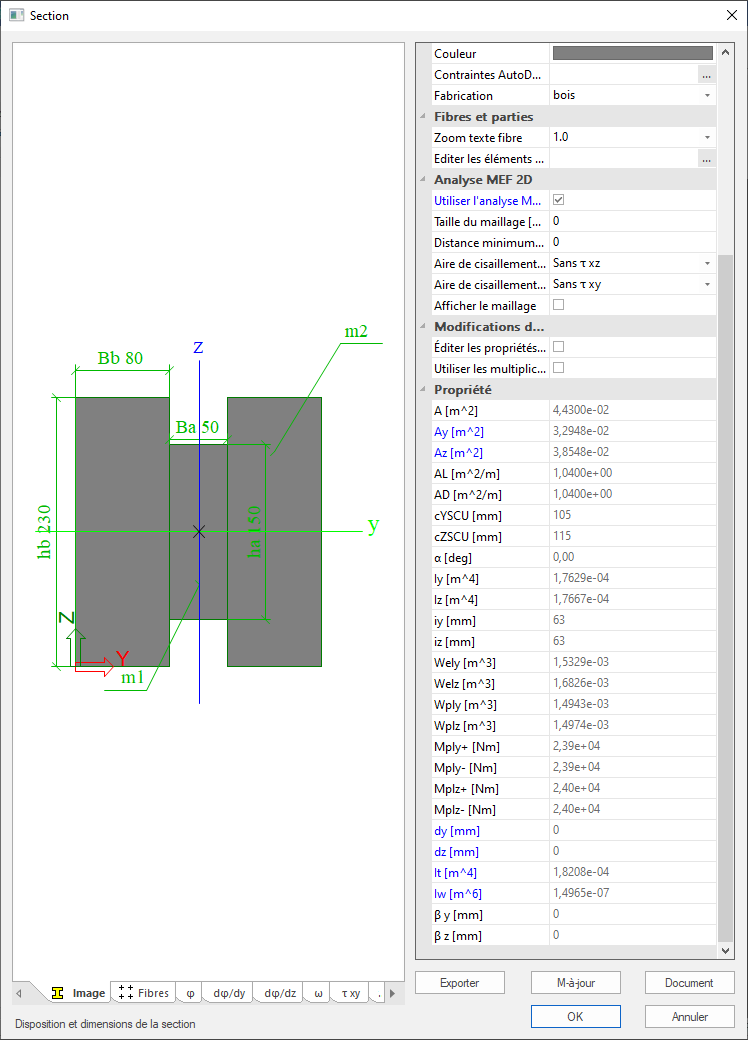 Section
m2
Z
Bb 80
Ba 50
y
hb 230
ha 150
Z
Y
m1
Image
Fibres
φ
dφ/dy
dφ/dz
ω
τ xy
.
Disposition et dimensions de la section
Couleur
Contraintes AutoD... ...
Fabrication bois
Fibres et parties
Zoom texte fibre 1.0
Editer les éléments ... ...
Analyse MEF 2D
Utiliser l'analyse M...
Taille du maillage [... 0
Distance minimum... 0
Aire de cisaillement... Sans τ xz
Aire de cisaillement... Sans τ xy
Afficher le maillage
Modifications d...
Éditer les propriétés...
Utiliser les multiplic...
Propriété
A [m^2] 4,4300e-02
Ay [m^2] 3,2948e-02
Az [m^2] 3,8548e-02
AL [m^2/m] 1,0400e+00
AD [m^2/m] 1,0400e+00
cYSCU [mm] 105
cZSCU [mm] 115
α [deg] 0,00
Iy [m^4] 1,7629e-04
Iz [m^4] 1,7667e-04
iy [mm] 63
iz [mm] 63
Wely [m^3] 1,5329e-03
Welz [m^3] 1,6826e-03
Wply [m^3] 1,4943e-03
Wplz [m^3] 1,4974e-03
Mply+ [Nm] 2,39e+04
Mply- [Nm] 2,39e+04
Mplz+ [Nm] 2,40e+04
Mplz- [Nm] 2,40e+04
dy [mm] 0
dz [mm] 0
It [m^4] 1,8208e-04
Iw [m^6] 1,4965e-07
β y [mm] 0
β z [mm] 0
Exporter
M-à-jour
Document
OK
Annuler